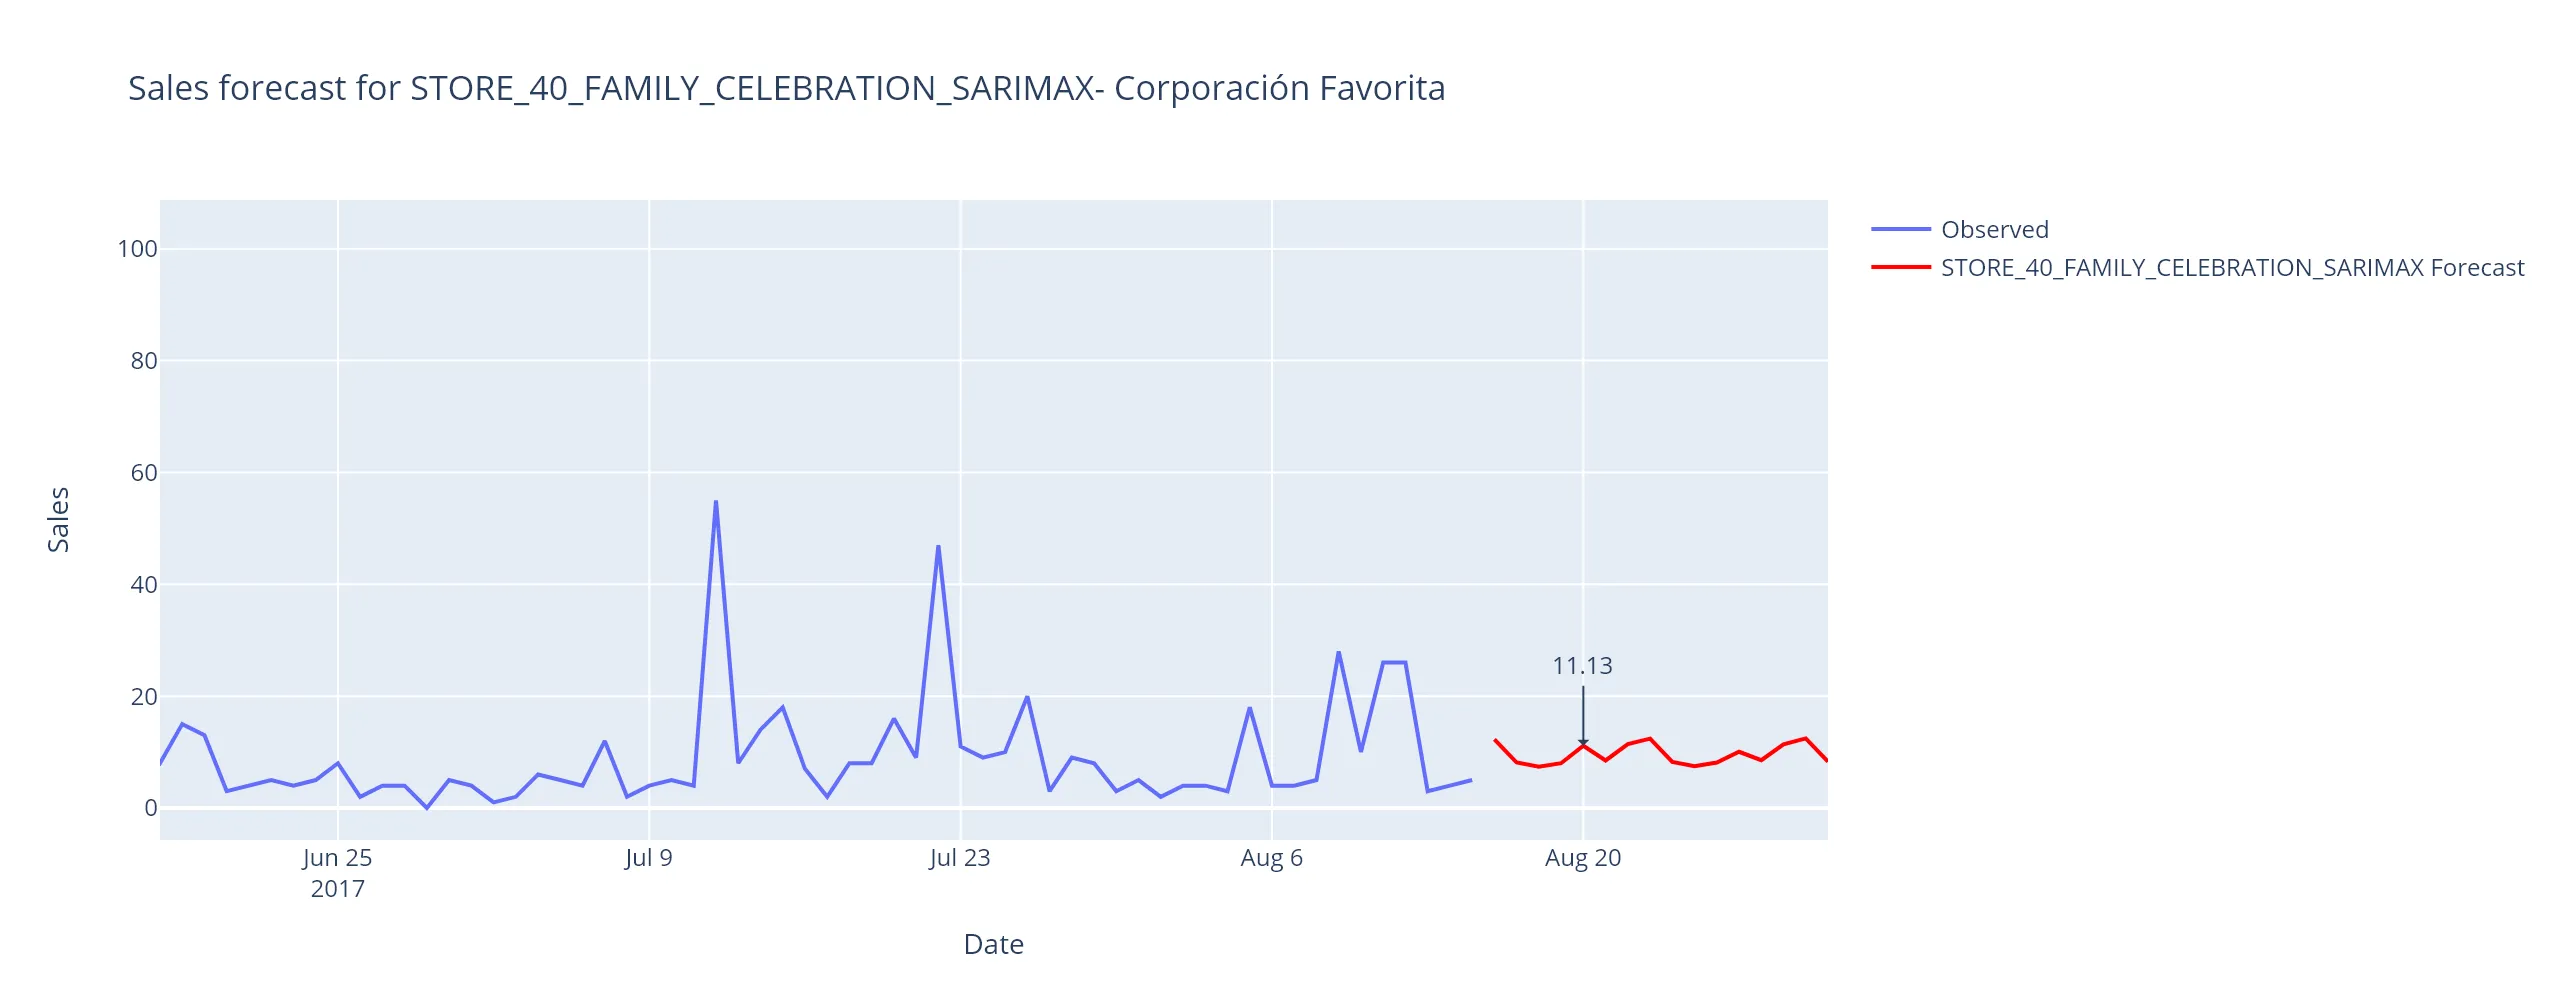 Sales forecast for STORE_40_FAMILY_CELEBRATION_SARIMAX- Corporación Favorita
Observed
STORE_40_FAMILY_CELEBRATION_SARIMAX Forecast
100
80
60
40
20
0
Sales
11.13
Jun 25
2017
Jul 9
Jul 23
Aug 6
Aug 20
Date